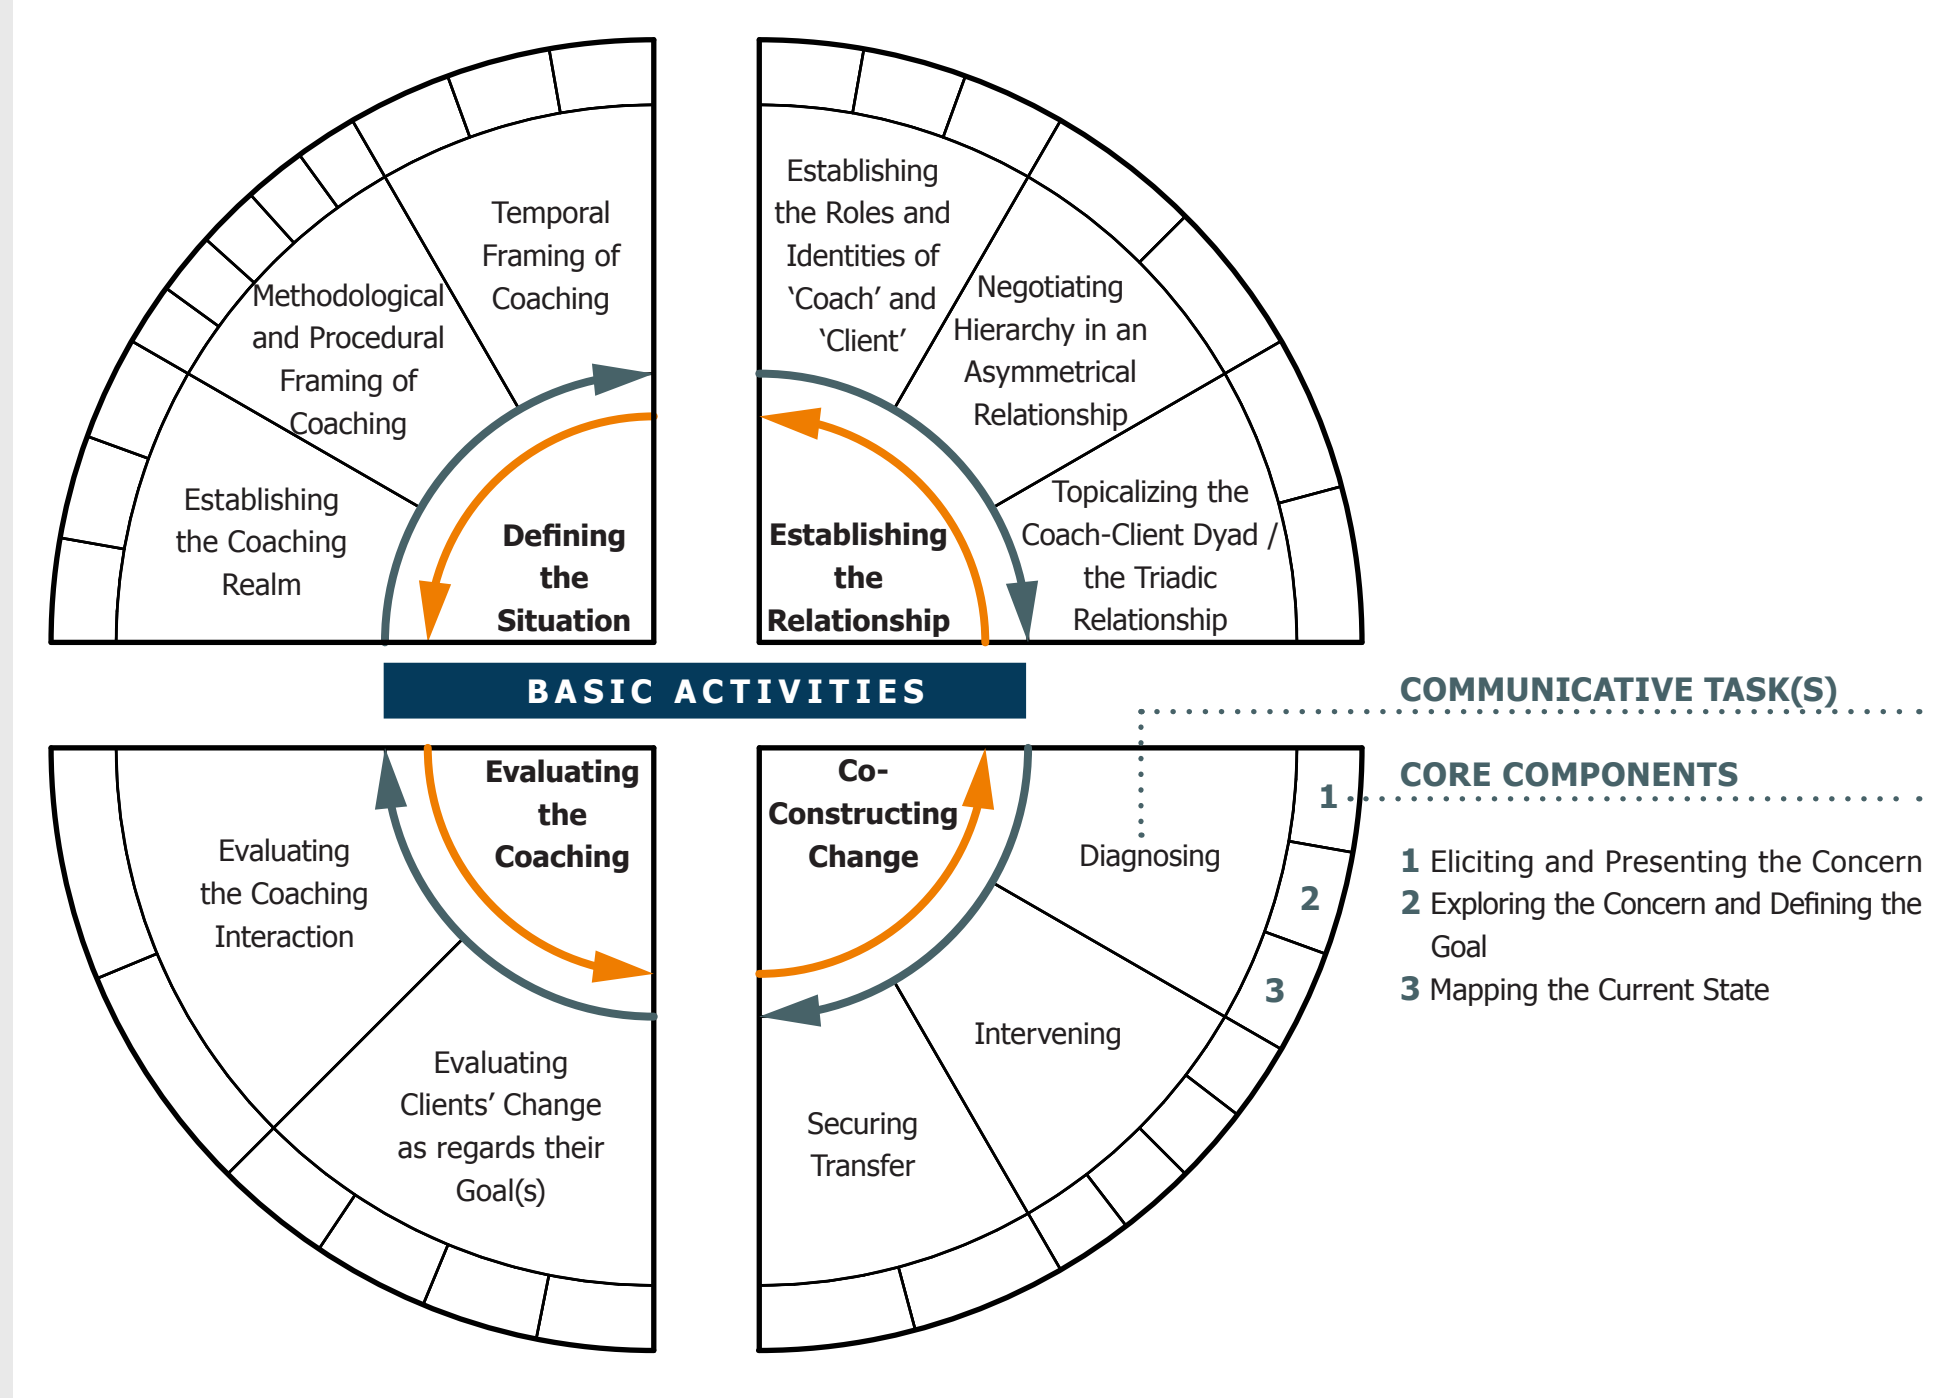 Temporal
Framing of
Coaching
Methodological
and Procedural
Framing of
Coaching
Establishing
the Coaching
Realm
Defining
the
Situation
Establishing
the Roles and
Identities of
‘Coach’ and
‘Client’
Negotiating
Hierarchy in an
Asymmetrical
Relationship
Topicalizing the
Coach-Client Dyad /
the Triadic
Relationship
Establishing
the
Relationship
BASIC ACTIVITIES
COMMUNICATIVE TASK(S)
CORE COMPONENTS
1 Eliciting and Presenting the Concern
2 Exploring the Concern and Defining the
Goal
3 Mapping the Current State
Evaluating
the
Coaching
Evaluating
the Coaching
Interaction
Evaluating
Clients’ Change
as regards their
Goal(s)
Co-
Constructing
Change
Diagnosing
1
2
3
Intervening
Securing
Transfer